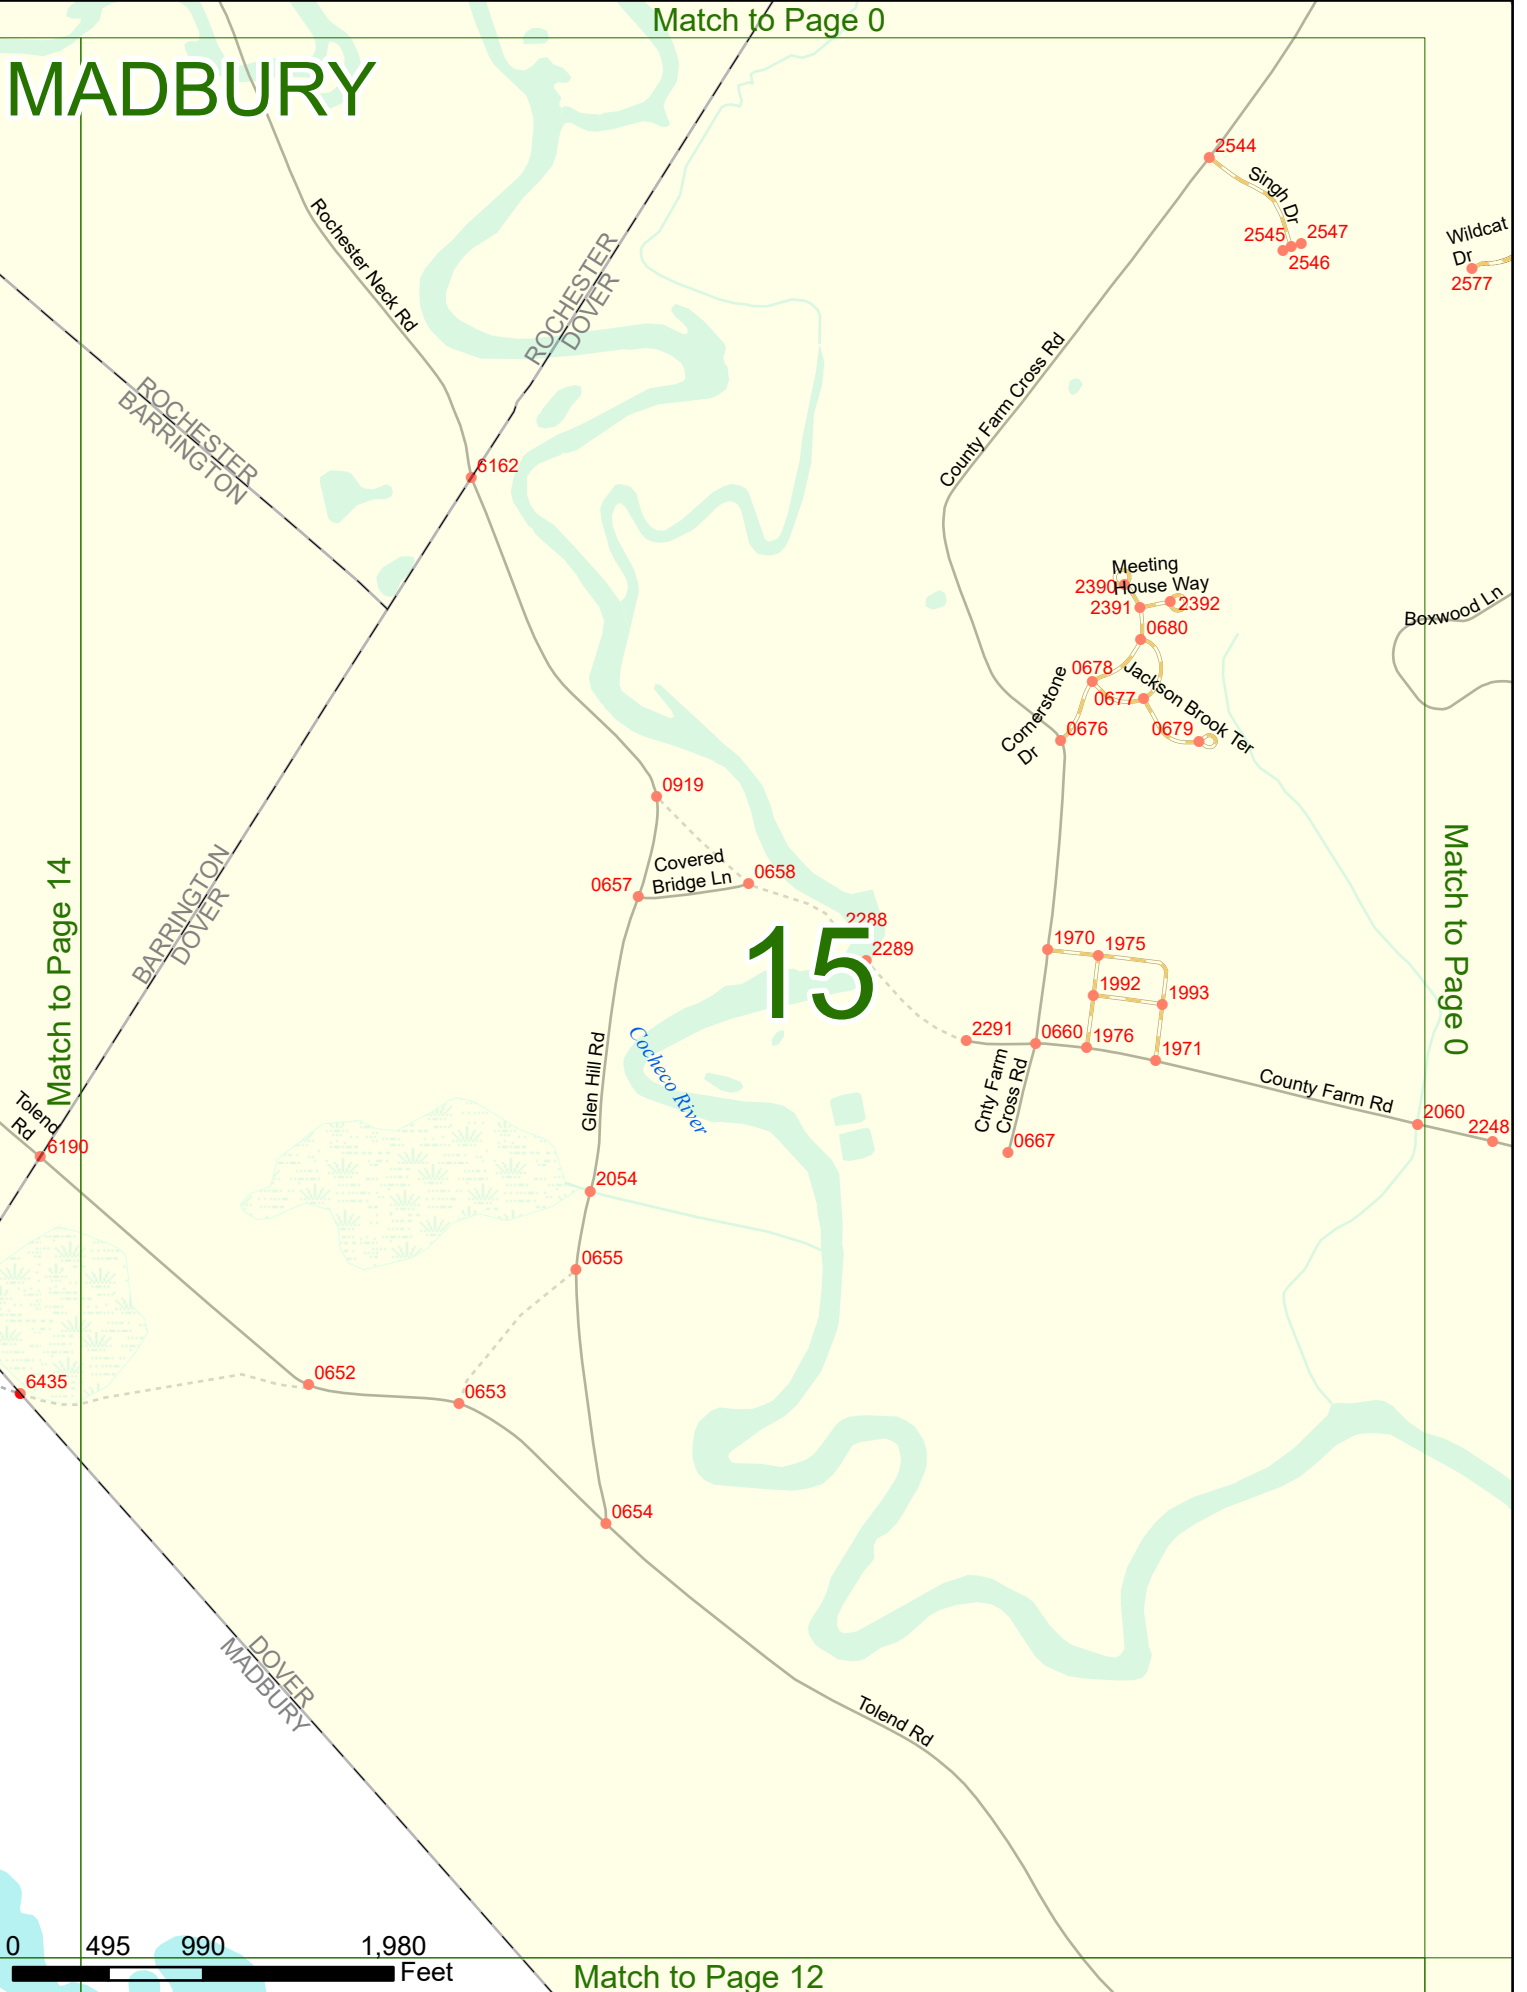 Match to Page 0
MADBURY
2544
Singh Dr
2545
2547
2546
Wildcat
Dr
2577
Rochester Neck Rd
ROCHESTER
DOVER
ROCHESTER
BARRINGTON
County Farm Cross Rd
6162
Meeting
House Way
2390
2391
2392
0680
Boxwood Ln
0678
Jackson Brook Ter
0677
Cornerstone
Dr
0676
0679
0919
Covered
Bridge Ln
0657
0658
Match to Page 14
BARRINGTON
DOVER
2288
2289
15
1970
1975
1992
1993
Match to Page 0
2291
0660
1976
1971
Cocheco River
Glen Hill Rd
Cnty Farm
Cross Rd
County Farm Rd
0667
2060
2248
Tolend
Rd
6190
2054
0655
6435
0652
0653
0654
DOVER
MADBURY
Tolend Rd
0 495 990 1,980
Feet
Match to Page 12